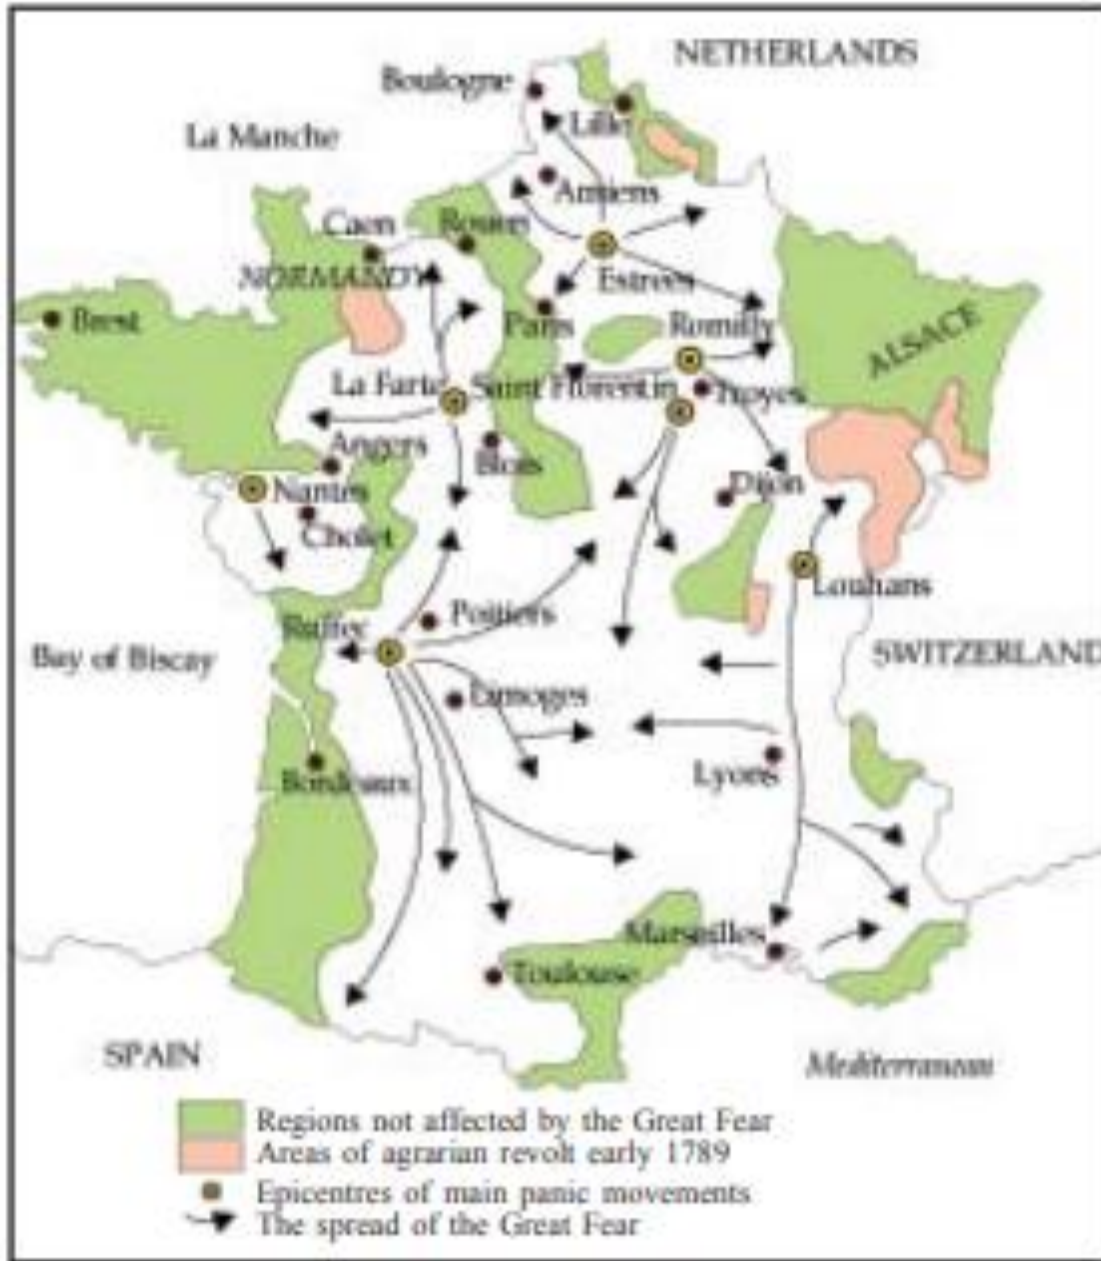 NETHERLANDS
Boulogne
Lille
La Manche
Amiens
Caen
Rouen
NORMANDY
Estrees
Brest
Paris
Romilly
ALSACE
La Farte
Saint Florentin
Troyes
Angers
Blois
Nantes
Dijon
Cholet
Louhans
Poitiers
Ruffec
Bay of Biscay
SWITZERLAND
Limoges
Lyons
Bordeaux
Marseilles
Toulouse
SPAIN
Mediterranean
Regions not affected by the Great Fear
Areas of agrarian revolt early 1789
Epicentres of main panic movements
The spread of the Great Fear